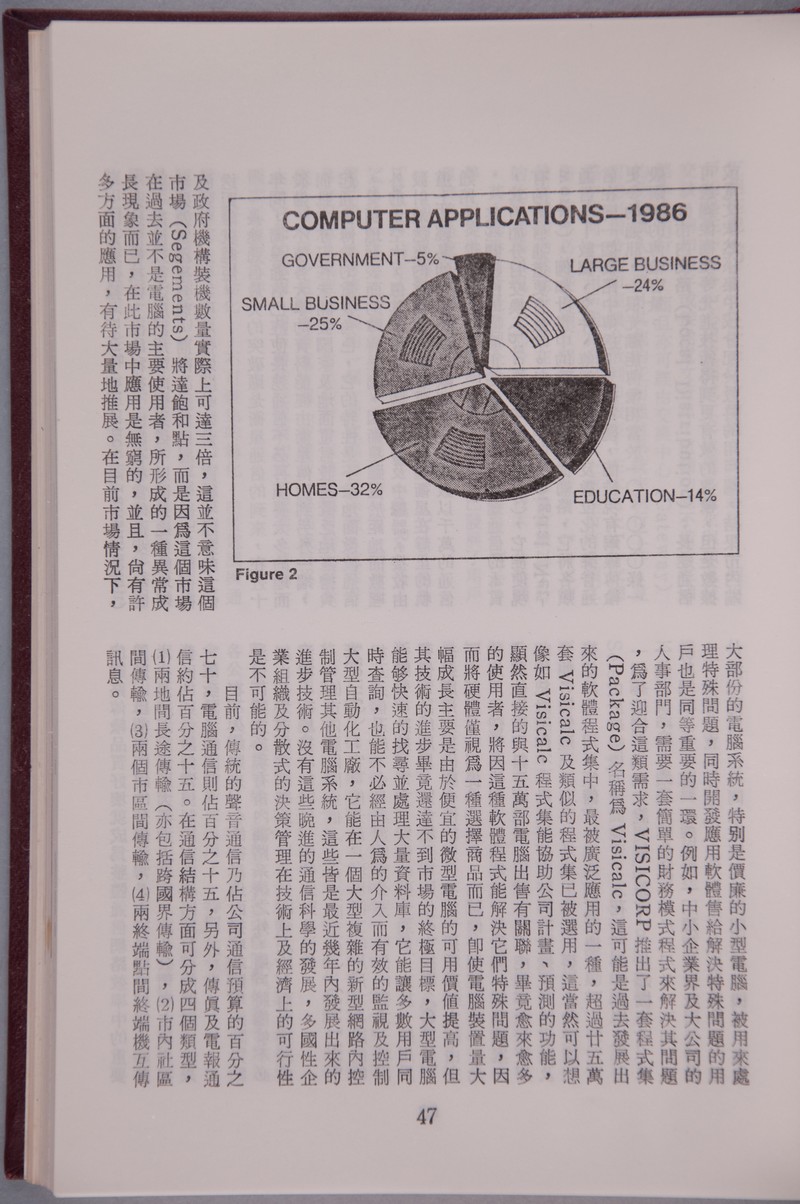 COMPUTER APPLICATIONS—1986
GOVERNMENT—5%
LARGE BUSINESS
—24%
SMALL BUSINESS
—25%
HOMES—32%
EDUCATION—14%
Figure 2
及政府機構裝機數量實際上可達三倍，這並不意味這個
市場（Segements）將達飽和點，而是因爲這個市場
在過去並不是電腦的主要使用者，所形成的一種異常成
長現象而已，在此市場中應用是無窮的，並且，尙有許
多方面的應用，有待大量地推展。在目前市場情況下，
大部份的電腦系統，特別是價廉的小型電腦，被用來處
理特殊問題，同時開發應用軟體售給解決特殊問題的用
戶也是同等重要的一環。例如，中小企業界及大公司的
人事部門，需要一套簡單的財務模式程式來解決其問題
，爲了迎合這類需求，VISICORP推出了一套程式集
(Package) 名稱爲 Visicalc，這可能是過去發展出
來的軟體程式集中，最被廣泛應用的一種，超過廿五萬
套 Visicalc 及類似的程式集已被選用，這當然可以想
像如 Visicalc 程式集能協助公司計畫、預測的功能，
顯然直接的與十五萬部電腦出售有關聯，畢竟愈來愈多
的使用者，將因這種軟體程式能解決它們特殊問題，因
而將硬體僅視爲一種選擇商品而已，卽使電腦裝置量大
幅成長主要是由於便宜的微型電腦的可用價値提高，但
其技術的進步畢竟還達不到市場的終極目標，大型電腦
能够快速的找尋並處理大量資料庫，它能讓多數用戶同
時查詢，也能不必經由人爲的介入而有效的監視及控制
大型自動化工廠，它能在一個大型複雜的新型網路內控
制管理其他電腦系統，這些皆是最近幾年內發展出來的
進步技術。沒有這些晚進的通信科學的發展，多國性企
業組織及分散式的決策管理在技術上及經濟上的可行性
是不可能的。
目前，傳統的聲音通信乃佔公司通信預算的百分之
七十，電腦通信則佔百分之十五，另外，傳眞及電報通
信約佔百分之十五。在通信結構方面可分成四個類型，
⑴兩地間長途傳輸（亦包括跨國界傳輸），⑵市內社區
間傳輸，⑶兩個市區間傳輸，⑷兩終端點間終端機互傳
訊息。
47